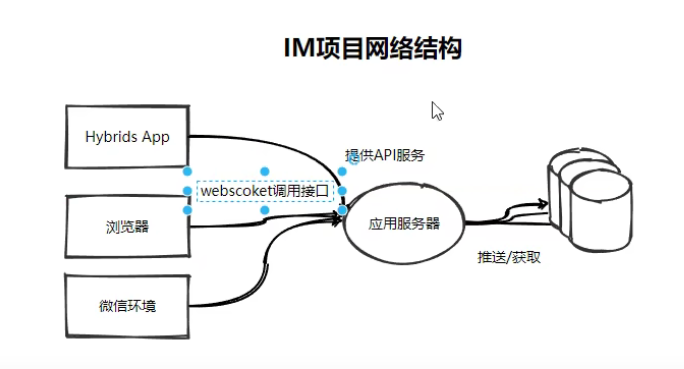 IM项目网络结构
Hybrids App
提供API服务
webscoket调用接口
浏览器
应用服务器
推送/获取
微信环境